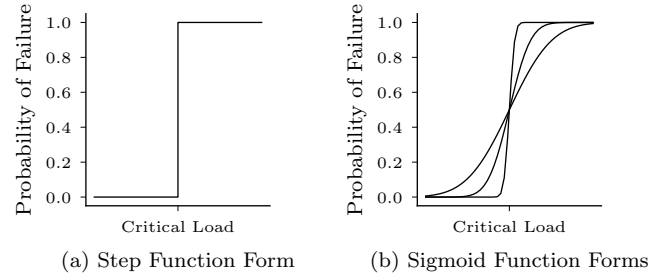 Probability of Failure
1.0
0.8
0.6
0.4
0.2
0.0
Critical Load
(a) Step Function Form
Probability of Failure
1.0
0.8
0.6
0.4
0.2
0.0
Critical Load
(b) Sigmoid Function Forms